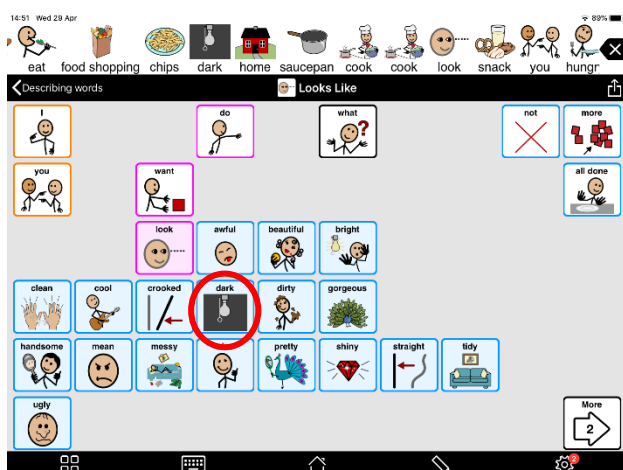 14:51 Wed 29 Apr 89%
eat food shopping chips dark home saucepan cook cook look snack you hungr
Describing words Looks Like
I do what not more
you want all done
look awful beautiful bright
clean cool crooked dark dirty gorgeous
handsome mean messy pretty shiny straight tidy
ugly More
2
2